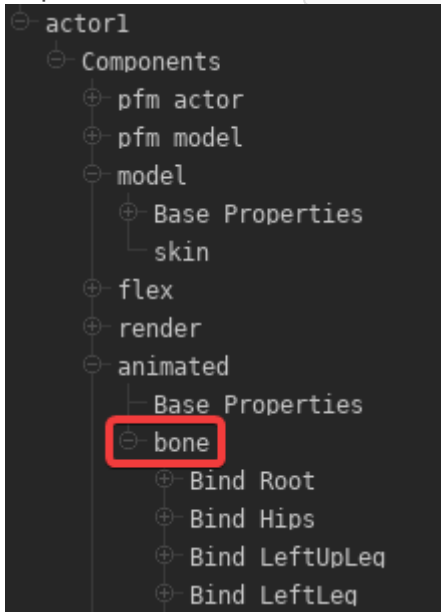 actor1
Components
pfm actor
pfm model
model
Base Properties
skin
flex
render
animated
Base Properties
bone
Bind Root
Bind Hips
Bind LeftUpLeg
Bind LeftLeg